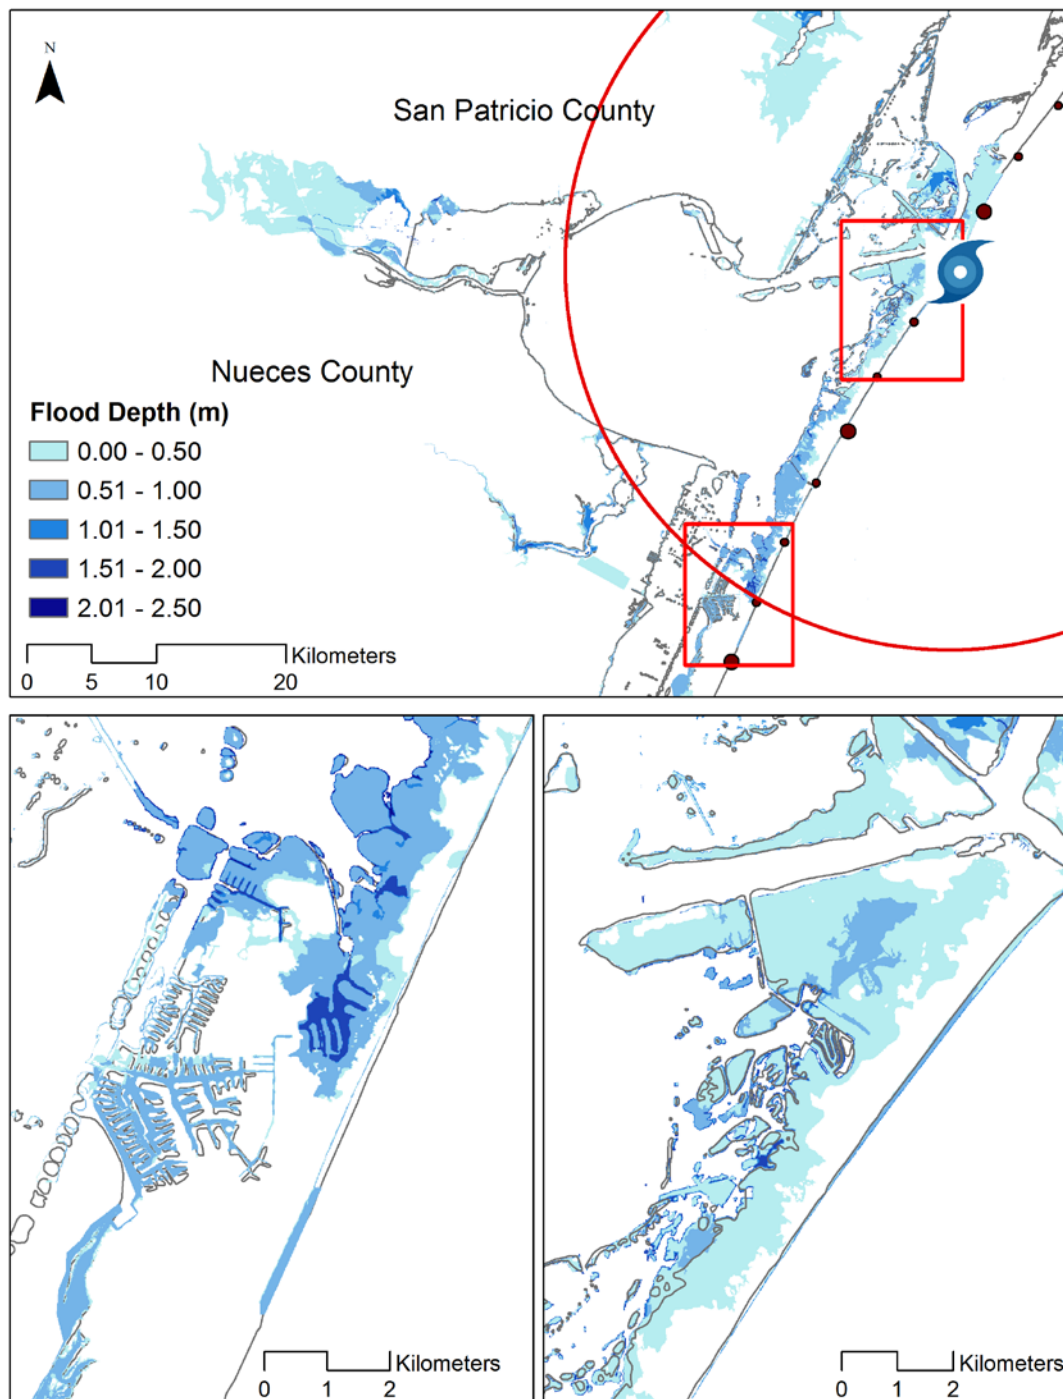 N
San Patricio County
Nueces County
Flood Depth (m)
0.00 - 0.50
0.51 - 1.00
1.01 - 1.50
1.51 - 2.00
2.01 - 2.50
Kilometers
0 5 10 20
Kilometers
0 1 2
Kilometers
0 1 2